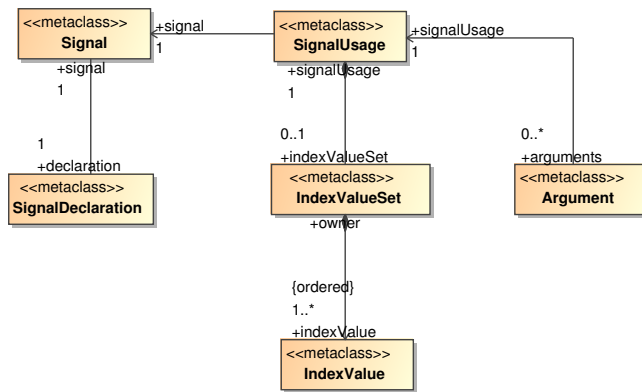 <<metaclass>>
Signal
+signal
1
<<metaclass>>
SignalUsage
+signalUsage
1
+signal
1
+signalUsage
1
1
+declaration
0..1
+indexValueSet
0..*
+arguments
<<metaclass>>
SignalDeclaration
<<metaclass>>
IndexValueSet
<<metaclass>>
Argument
+owner
{ordered}
1..*
+indexValue
<<metaclass>>
IndexValue